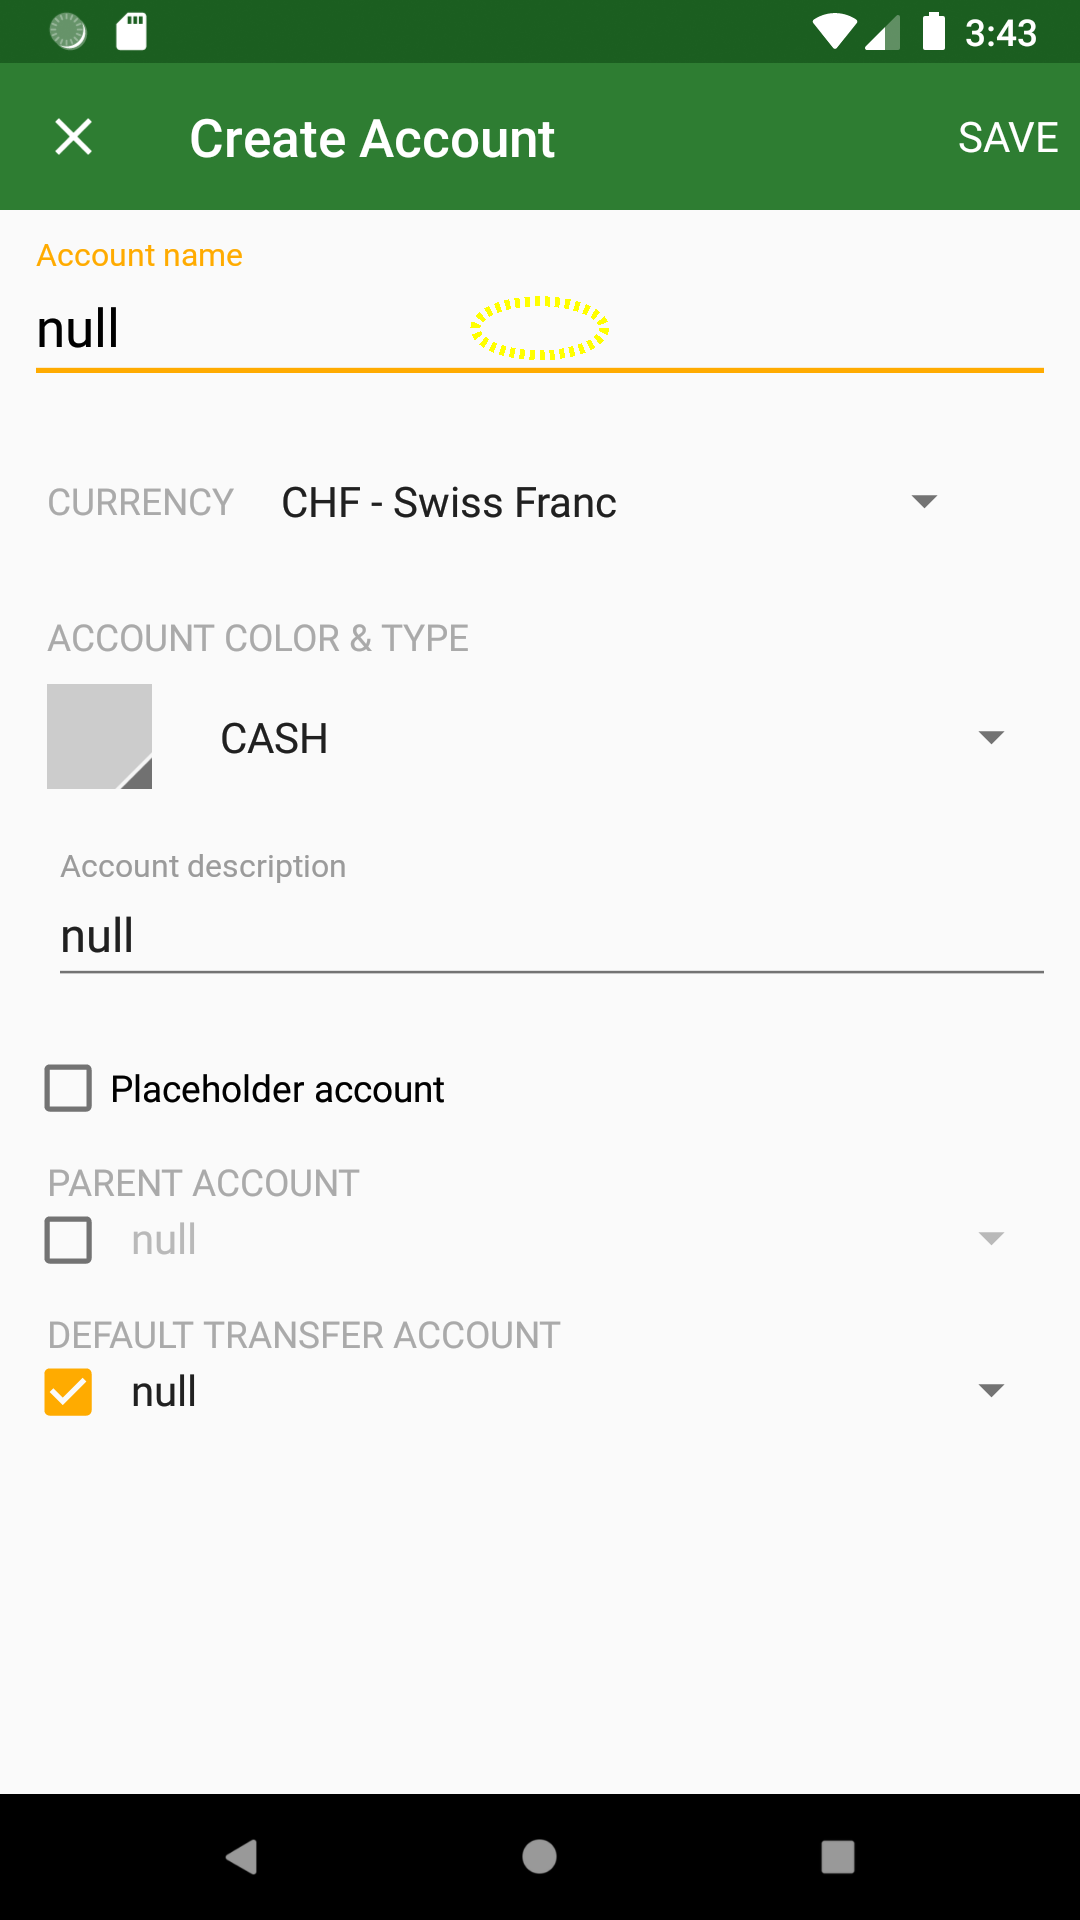 3:43
Create Account
SAVE
Account name
null
CURRENCY CHF - Swiss Franc
ACCOUNT COLOR & TYPE
CASH
Account description
null
Placeholder account
PARENT ACCOUNT
null
DEFAULT TRANSFER ACCOUNT
null